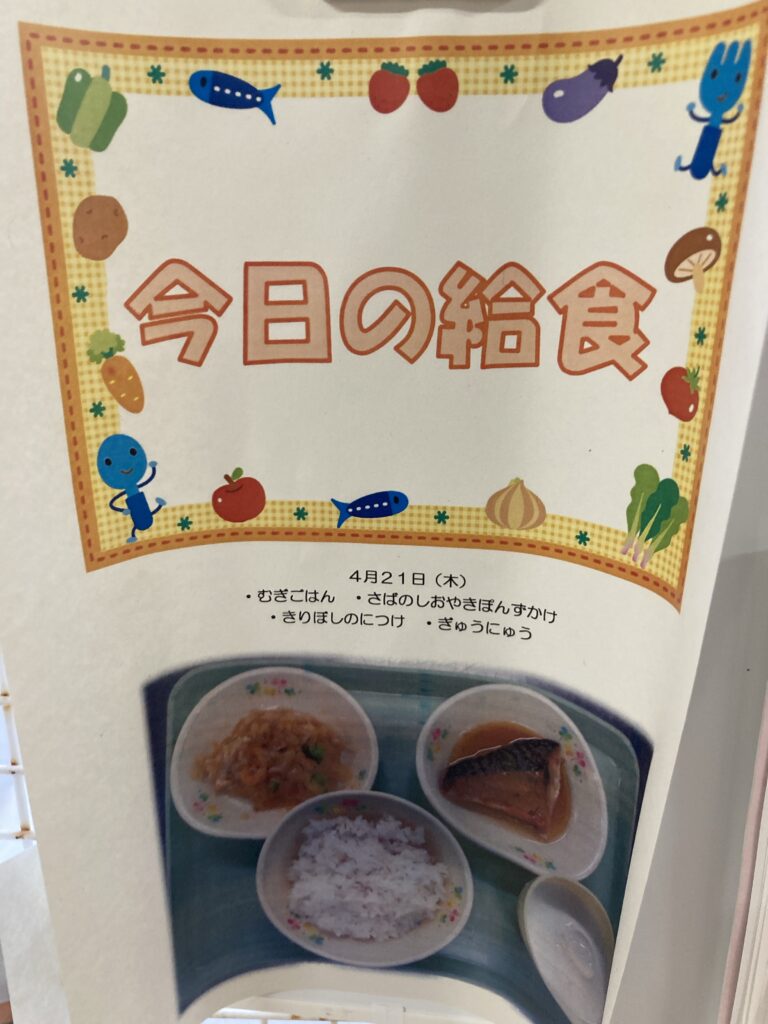 今日の給食
４月２１日（木）
・むぎごはん　・さばのしおやきぽんずかけ
・きりぼしのにつけ　・ぎゅうにゅう